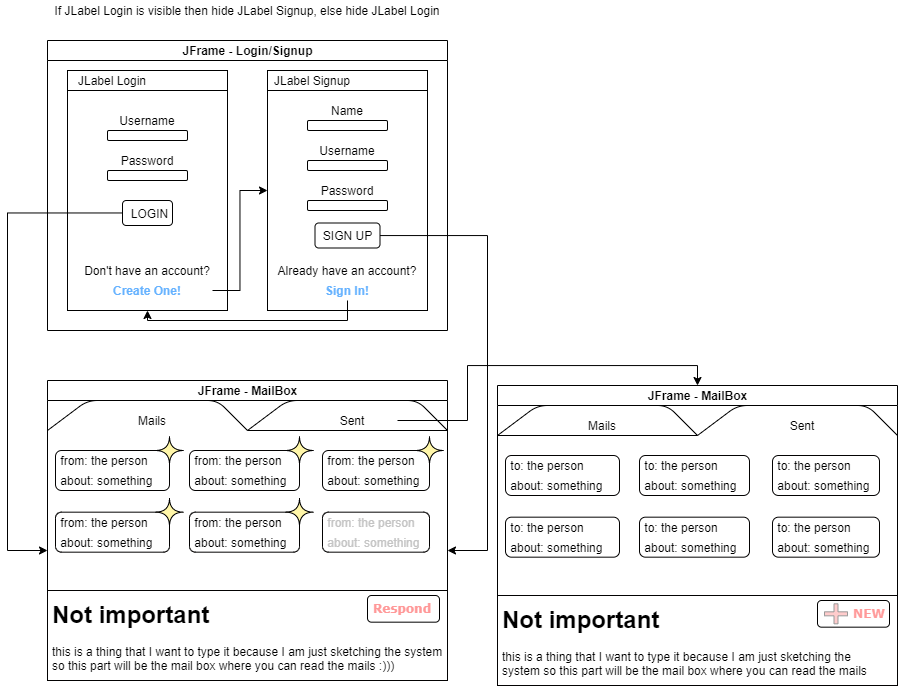 If JLabel Login is visible then hide JLabel Signup, else hide JLabel Login
JFrame - Login/Signup
JLabel Login
Username
Password
LOGIN
Don't have an account?
Create One!
JLabel Signup
Name
Username
Password
SIGN UP
Already have an account?
Sign In!
JFrame - MailBox
Mails
Sent
from: the person
about: something
from: the person
about: something
from: the person
about: something
from: the person
about: something
from: the person
about: something
from: the person
about: something
Not important
Respond
this is a thing that I want to type it because I am just sketching the system
so this part will be the mail box where you can read the mails :)))
JFrame - MailBox
Mails
Sent
to: the person
about: something
to: the person
about: something
to: the person
about: something
to: the person
about: something
to: the person
about: something
to: the person
about: something
Not important
NEW
this is a thing that I want to type it because I am just sketching the
system so this part will be the mail box where you can read the mails